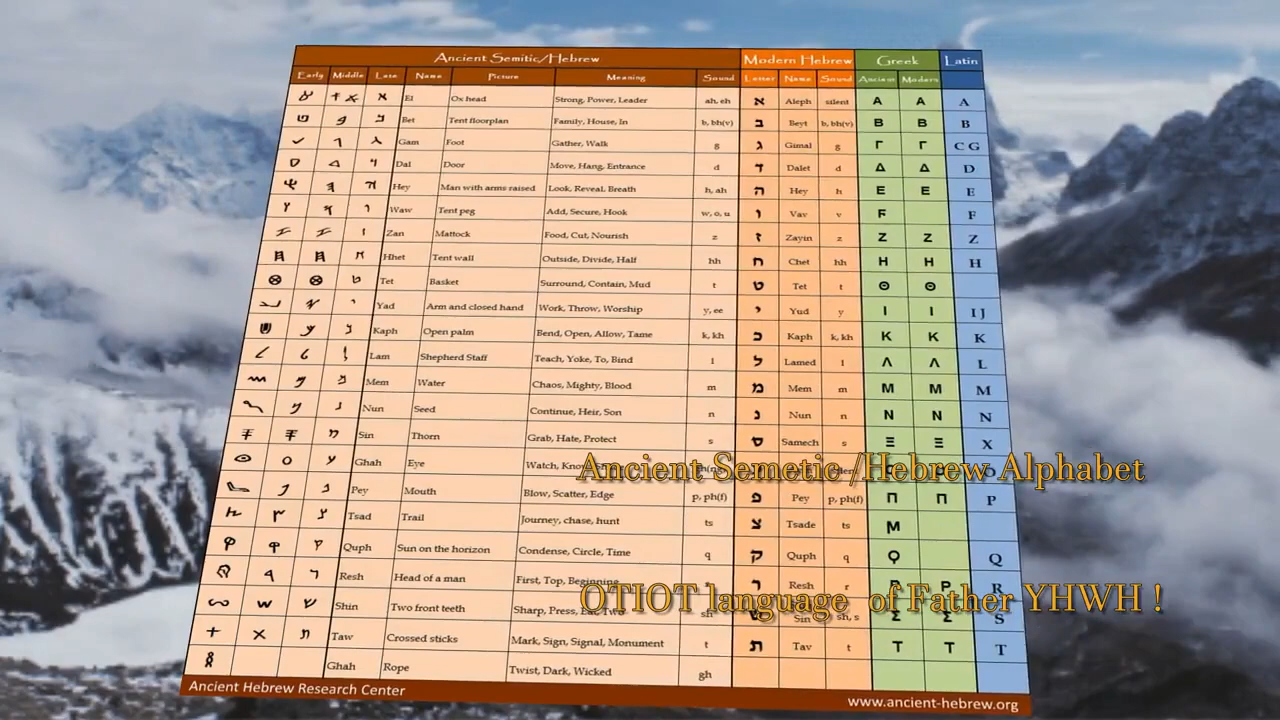 Ancient Semitic/Hebrew Modern Hebrew Greek Latin
Early Middle Late Name Picture Meaning Sound Letter Name Sound Ancient Modern
El Ox head Strong, Power, Leader ah, eh א Aleph silent Α Α A
Bet Tent floorplan Family, House, In b, bh(v) ב Beyt b, bh(v) Β Β B
Gam Foot Gather, Walk g ג Gimal g Γ Γ C G
Dal Door Move, Hang, Entrance d ד Dalet d Δ Δ D
Hey Man with arms raised Look, Reveal, Breath h, ah ה Hey h Ε Ε E
Waw Tent peg Add, Secure, Hook w, o, u ו Vav v F F
Zan Mattock Food, Cut, Nourish z ז Zayin z Ζ Ζ Z
Hhet Tent wall Outside, Divide, Half hh ח Chet hh Η Η H
Tet Basket Surround, Contain, Mud t ט Tet t Θ Θ
Yad Arm and closed hand Work, Throw, Worship y, ee י Yud y Ι Ι I J
Kaph Open palm Bend, Open, Allow, Tame k, kh כ Kaph k, kh Κ Κ K
Lam Shepherd Staff Teach, Yoke, To, Bind l ל Lamed l Λ Λ L
Mem Water Chaos, Mighty, Blood m מ Mem m Μ Μ M
Nun Seed Continue, Heir, Son n נ Nun n Ν Ν N
Sin Thorn Grab, Hate, Protect s ס Samech s Ξ Ξ X
Ghah Eye Watch,
Ancient Semetic /Hebrew Alphabet
Pey Mouth Blow, Scatter, Edge p, ph(f) פ Pey p, ph(f) Π Π P
Tsad Trail Journey, chase, hunt ts צ Tsade ts Μ
Quph Sun on the horizon Condense, Circle, Time q ק Quph q Ϙ Q
Resh Head of a man First, Top, Beginning ר Resh r Ρ Ρ R
OTIOT language of Father YHWH !
Shin Two front teeth Sharp, Press, Eat, Two sh ש Sin sh, s Σ Σ S
Taw Crossed sticks Mark, Sign, Signal, Monument t ת Tav t Τ Τ T
Ghah Rope Twist, Dark, Wicked gh
Ancient Hebrew Research Center www.ancient-hebrew.org